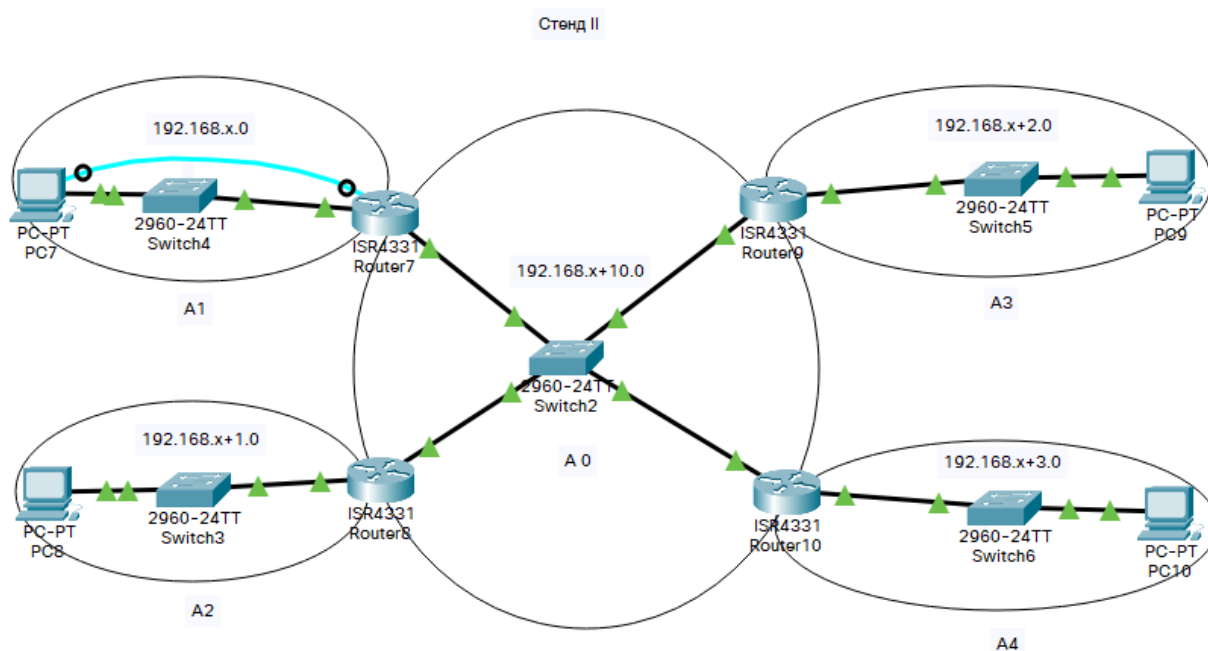 Стенд II
192.168.x.0
PC-PT
PC7
2960-24TT
Switch4
ISR4331
Router7
A1
192.168.x+10.0
192.168.x+2.0
ISR4331
Router9
2960-24TT
Switch5
PC-PT
PC9
A3
2960-24TT
Switch2
A 0
192.168.x+1.0
PC-PT
PC8
2960-24TT
Switch3
ISR4331
Router8
A2
192.168.x+3.0
ISR4331
Router10
2960-24TT
Switch6
PC-PT
PC10
A4